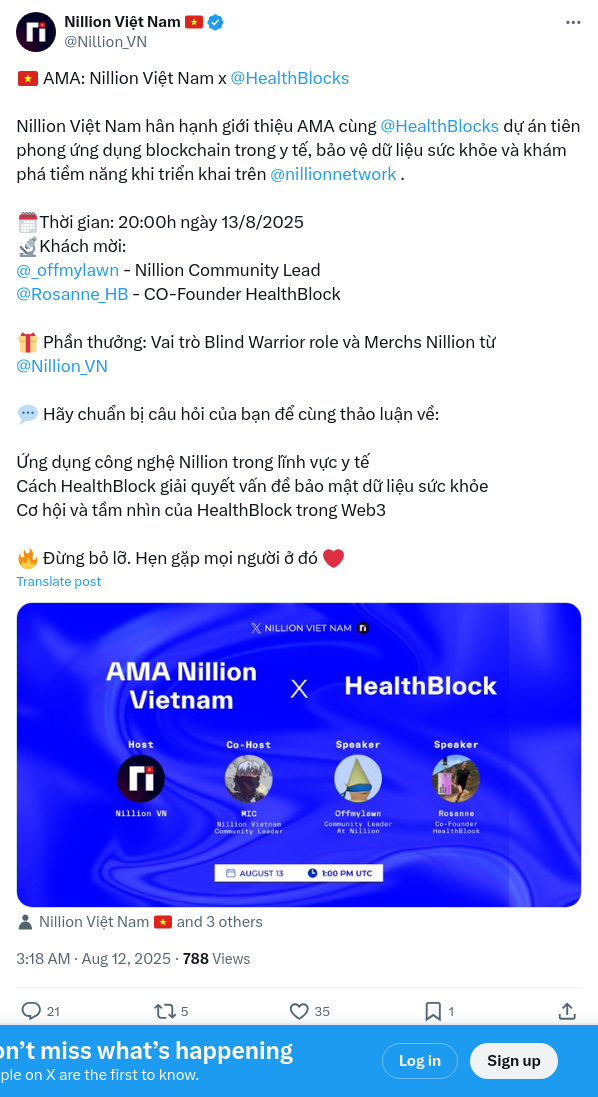 Nillion Việt Nam 🇻🇳
@Nillion_VN
🇻🇳 AMA: Nillion Việt Nam x @HealthBlocks
Nillion Việt Nam hân hạnh giới thiệu AMA cùng @HealthBlocks dự án tiên
phong ứng dụng blockchain trong y tế, bảo vệ dữ liệu sức khỏe và khám
phá tiềm năng khi triển khai trên @nillionnetwork .
🗓️Thời gian: 20:00h ngày 13/8/2025
🔬Khách mời:
@_offmylawn - Nillion Community Lead
@Rosanne_HB - CO-Founder HealthBlock
🎁 Phần thưởng: Vai trò Blind Warrior role và Merchs Nillion từ
@Nillion_VN
💬 Hãy chuẩn bị câu hỏi của bạn để cùng thảo luận về:
Ứng dụng công nghệ Nillion trong lĩnh vực y tế
Cách HealthBlock giải quyết vấn đề bảo mật dữ liệu sức khỏe
Cơ hội và tầm nhìn của HealthBlock trong Web3
🔥 Đừng bỏ lỡ. Hẹn gặp mọi người ở đó ❤️
Translate post
NILLION VIET NAM
AMA Nillion
Vietnam
X
HealthBlock
Host
Nillion VN
Co-Host
MIC
Nillion Vietnam
Community Leader
Speaker
Offmylawn
Community Leader
At Nillion
Speaker
Rosanne
Co-Founder
HealthBlock
AUGUST 13
1:00 PM UTC
Nillion Việt Nam 🇻🇳 and 3 others
3:18 AM · Aug 12, 2025 · 788 Views
21
5
35
1
on’t miss what’s happening
ple on X are the first to know.
Log in
Sign up